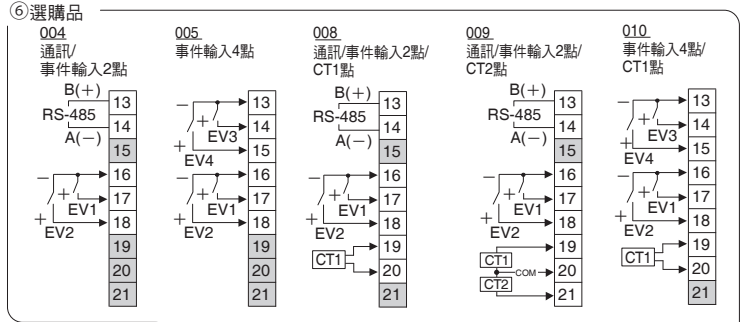 ⑥選購品
004
通訊/
事件輸入2點
B(+)
RS-485
A(−)
13
14
15
16
17
18
19
20
21
−
+
EV1
+
EV2
005
事件輸入4點
−
+
EV3
+
EV4
−
+
EV1
+
EV2
13
14
15
16
17
18
19
20
21
008
通訊/事件輸入2點/
CT1點
B(+)
RS-485
A(−)
−
+
EV1
+
EV2
CT1
13
14
15
16
17
18
19
20
21
009
通訊/事件輸入2點/
CT2點
B(+)
RS-485
A(−)
−
+
EV1
+
EV2
CT1
COM
CT2
13
14
15
16
17
18
19
20
21
010
事件輸入4點/
CT1點
−
+
EV3
+
EV4
−
+
EV1
+
EV2
CT1
13
14
15
16
17
18
19
20
21